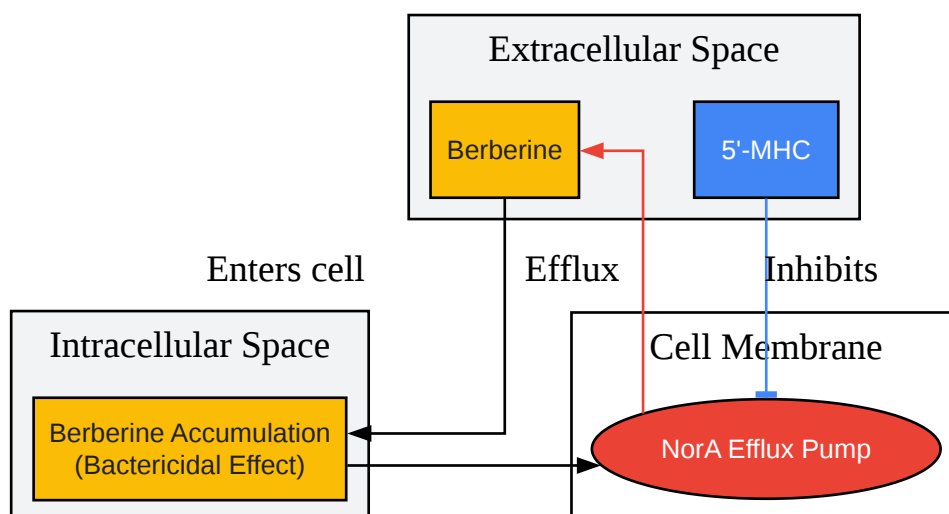 Extracellular Space
Berberine
5'-MHC
Enters cell
Efflux
Inhibits
Intracellular Space
Cell Membrane
Berberine Accumulation
(Bactericidal Effect)
NorA Efflux Pump